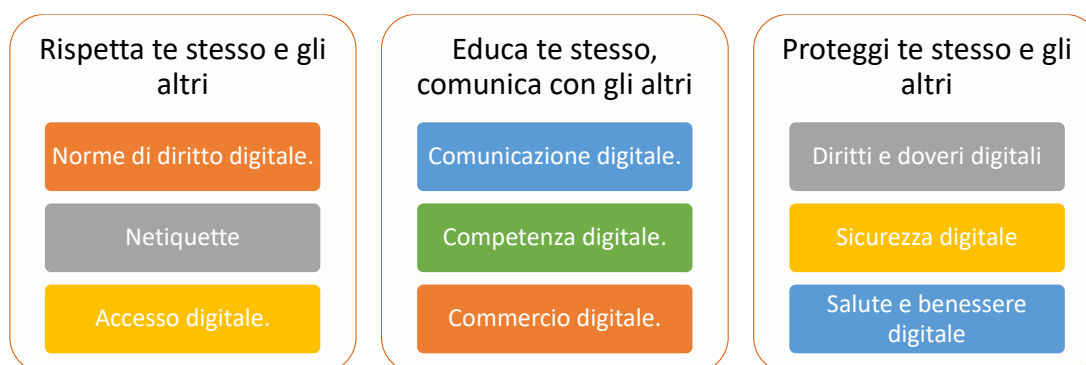 Rispetta te stesso e gli
altri
Norme di diritto digitale.
Netiquette
Accesso digitale.
Educa te stesso,
comunica con gli altri
Comunicazione digitale.
Competenza digitale.
Commercio digitale.
Proteggi te stesso e gli
altri
Diritti e doveri digitali
Sicurezza digitale
Salute e benessere
digitale